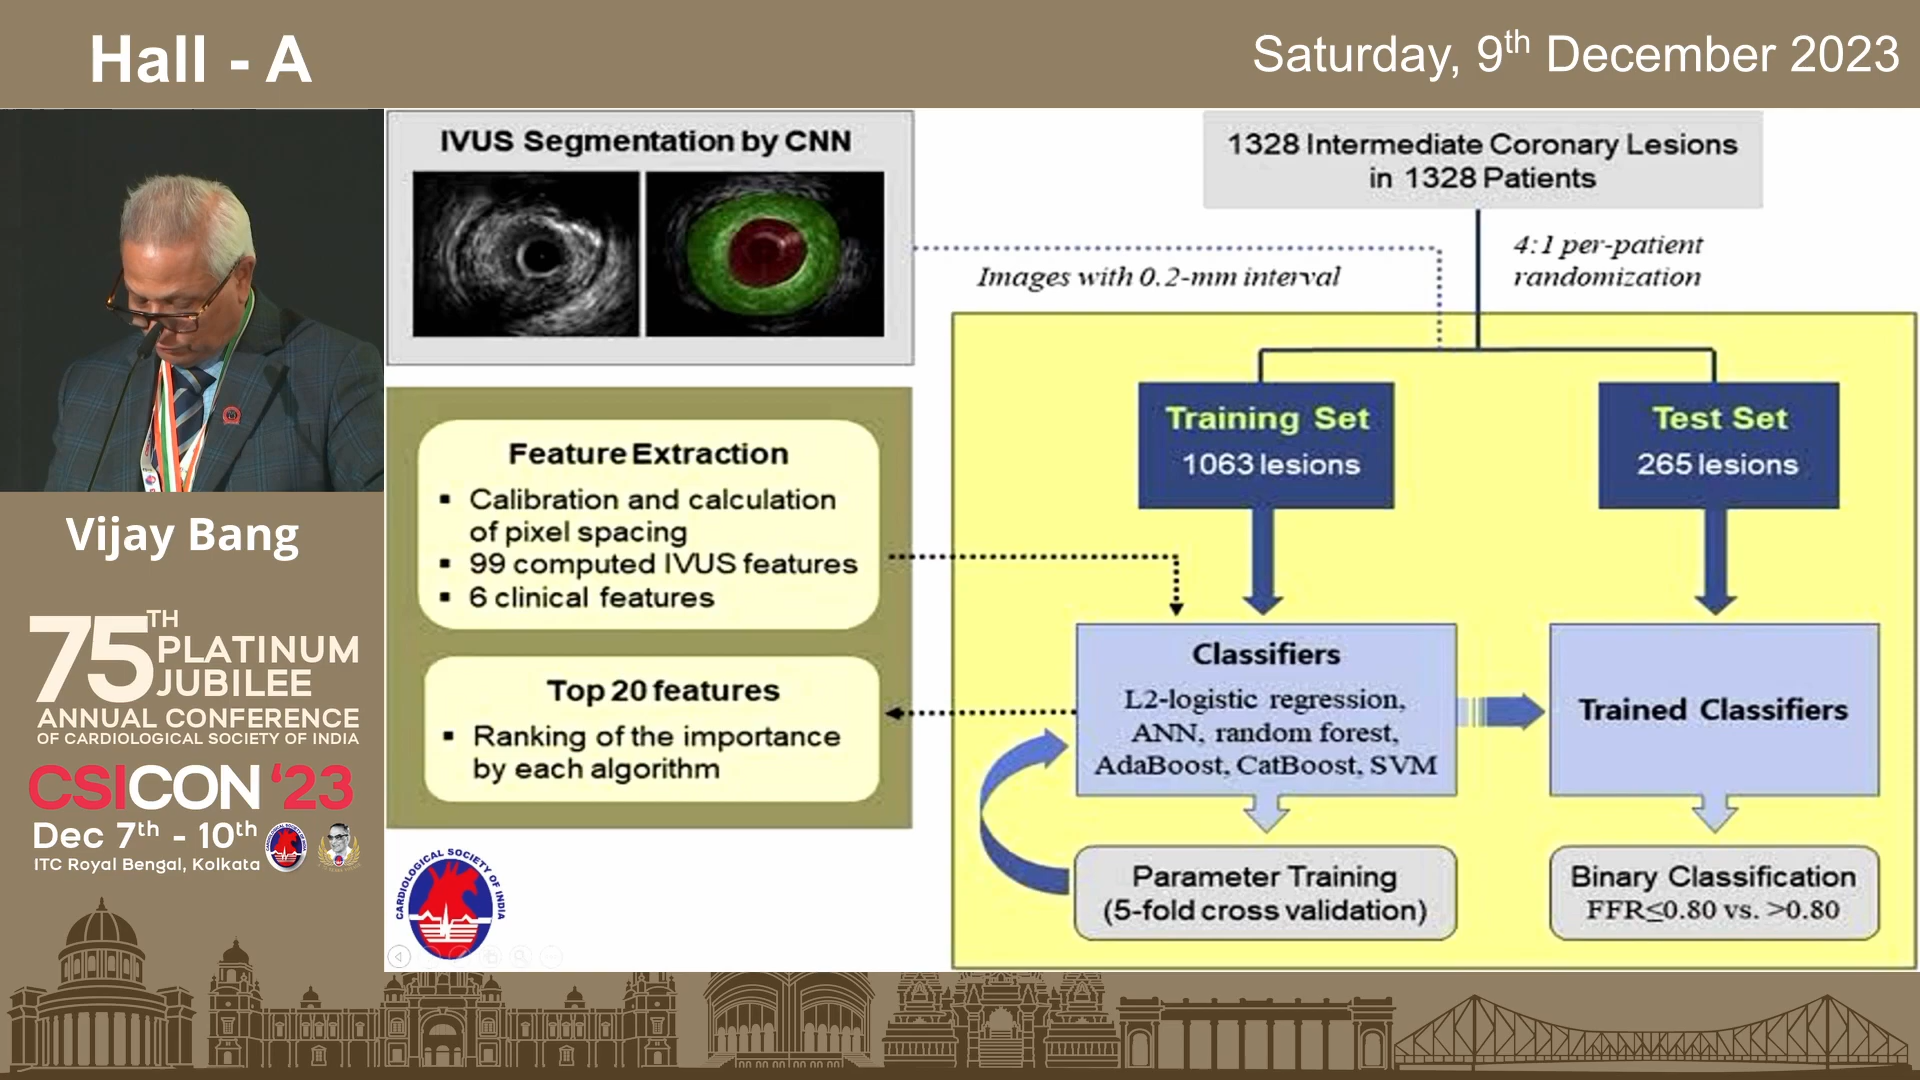 Hall - A
Saturday, 9th December 2023
IVUS Segmentation by CNN
1328 Intermediate Coronary Lesions
in 1328 Patients
4:1 per-patient
randomization
Images with 0.2-mm interval
Training Set
1063 lesions
Test Set
265 lesions
Feature Extraction
▪ Calibration and calculation
of pixel spacing
▪ 99 computed IVUS features
▪ 6 clinical features
Top 20 features
▪ Ranking of the importance
by each algorithm
Classifiers
L2-logistic regression,
ANN, random forest,
AdaBoost, CatBoost, SVM
Trained Classifiers
Parameter Training
(5-fold cross validation)
Binary Classification
FFR≤0.80 vs. >0.80
Vijay Bang
75TH PLATINUM
JUBILEE
ANNUAL CONFERENCE
OF CARDIOLOGICAL SOCIETY OF INDIA
CSICON ‘23
Dec 7th - 10th
ITC Royal Bengal, Kolkata
CARDIOLOGICAL SOCIETY OF INDIA